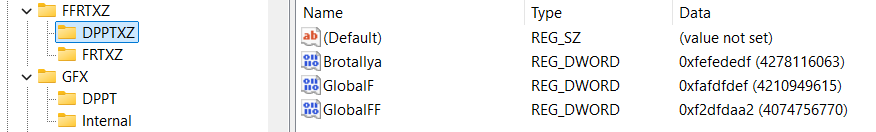 FFRTXZ
DPPTXZ
FRTXZ
GFX
DPPT
Internal
Name Type Data
(Default) REG_SZ (value not set)
Brotallya REG_DWORD 0xfefededf (4278116063)
GlobalF REG_DWORD 0xfafdfdef (4210949615)
GlobalFF REG_DWORD 0xf2dfdaa2 (4074756770)